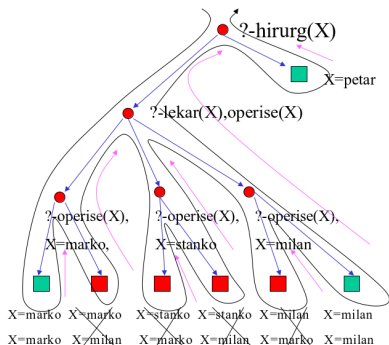 ?-hirurg(X)
X=petar
?-lekar(X),operise(X)
?-operise(X), ?-operise(X), ?-operise(X),
X=marko, X=stanko X=milan
X=marko X=marko X=stanko X=stanko X=milan X=milan
X=marko X=milan X=marko X=milan X=marko X=milan